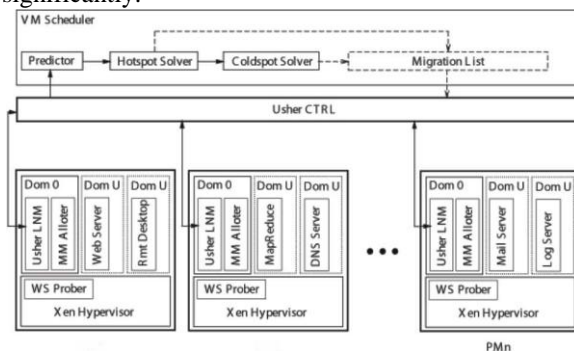 significantly.
VM Scheduler
Predictor
Hotspot Solver
Coldspot Solver
Migration List
Usher CTRL
Dom 0
Dom U
Dom U
Usher LNM
MM Alloter
Web Server
Rmt Desktop
WS Prober
Xen Hypervisor
Dom 0
Dom U
Dom U
Usher LNM
MM Alloter
MapReduce
DNS Server
WS Prober
Xen Hypervisor
Dom 0
Dom U
Dom U
Usher LNM
MM Alloter
Mail Server
Log Server
WS Prober
Xen Hypervisor
PMn